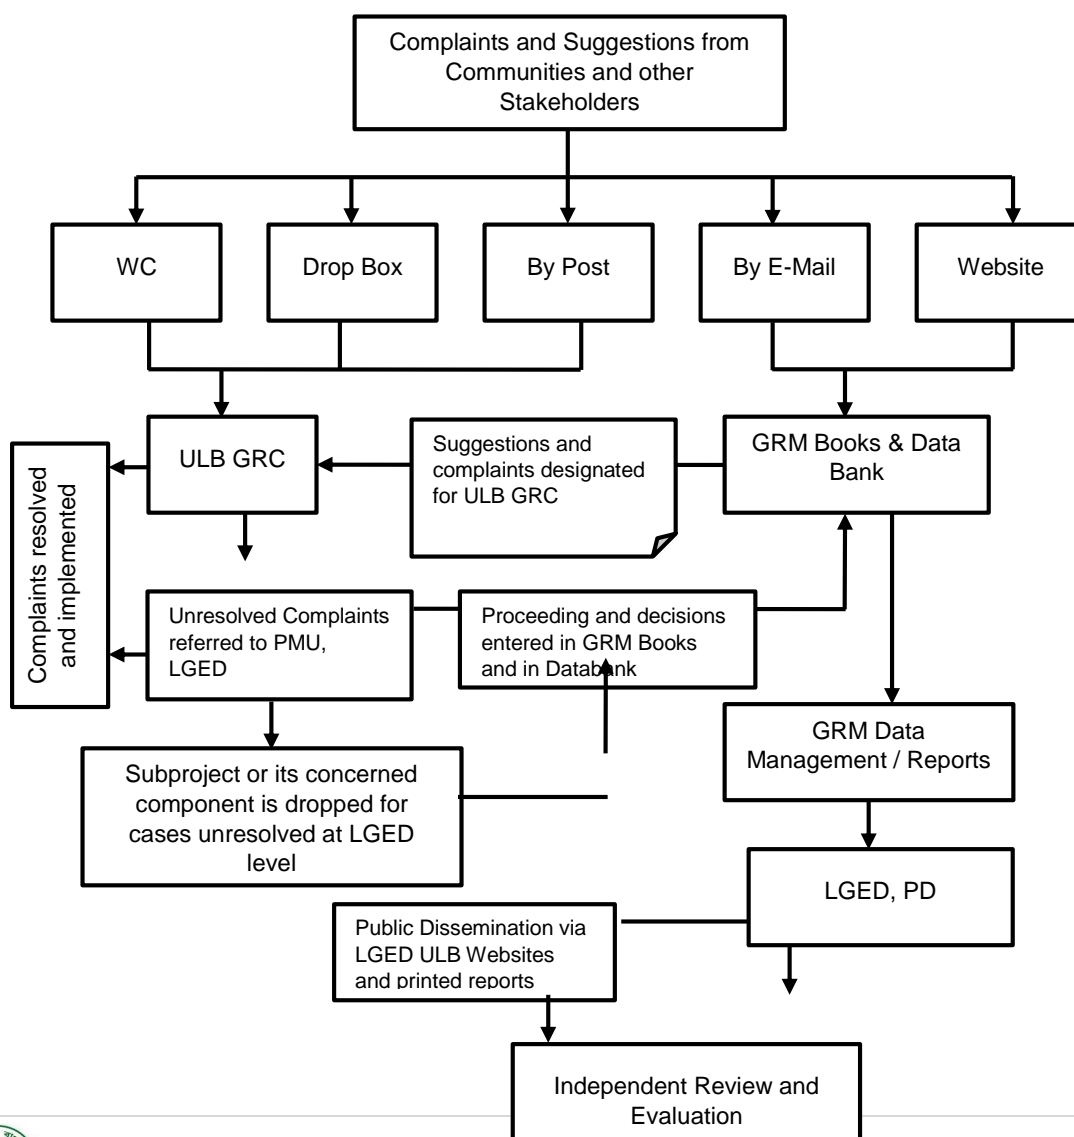 Complaints and Suggestions from
Communities and other
Stakeholders
WC
Drop Box
By Post
By E-Mail
Website
ULB GRC
Suggestions and
complaints designated
for ULB GRC
GRM Books & Data
Bank
Complaints resolved
and implemented
Unresolved Complaints
referred to PMU,
LGED
Proceeding and decisions
entered in GRM Books
and in Databank
GRM Data
Management / Reports
Subproject or its concerned
component is dropped for
cases unresolved at LGED
level
LGED, PD
Public Dissemination via
LGED ULB Websites
and printed reports
Independent Review and
Evaluation